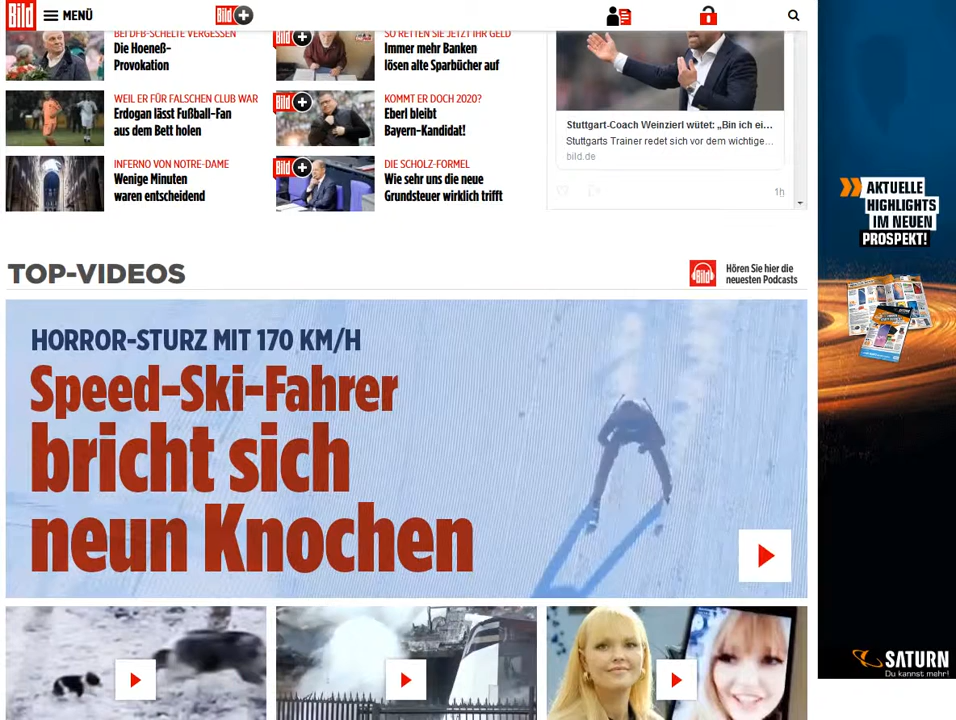 Bild
MENÜ
Bild +
BEI DFB-SCHELTE VERGESSEN
Die Hoeneß-
Provokation
SO RETTEN SIE JETZT IHR GELD
Immer mehr Banken
lösen alte Sparbücher auf
WEIL ER FÜR FALSCHEN CLUB WAR
Erdogan lässt Fußball-Fan
aus dem Bett holen
KOMMT ER DOCH 2020?
Eberl bleibt
Bayern-Kandidat!
INFERNO VON NOTRE-DAME
Wenige Minuten
waren entscheidend
DIE SCHOLZ-FORMEL
Wie sehr uns die neue
Grundsteuer wirklich trifft
Stuttgart-Coach Weinzierl wütet: „Bin ich ei...
Stuttgarts Trainer redet sich vor dem wichtige...
bild.de
1h
AKTUELLE
HIGHLIGHTS
IM NEUEN
PROSPEKT!
TOP-VIDEOS
Bild
Hören Sie hier die
neuesten Podcasts
HORROR-STURZ MIT 170 KM/H
Speed-Ski-Fahrer
bricht sich
neun Knochen
SATURN
Du kannst mehr!